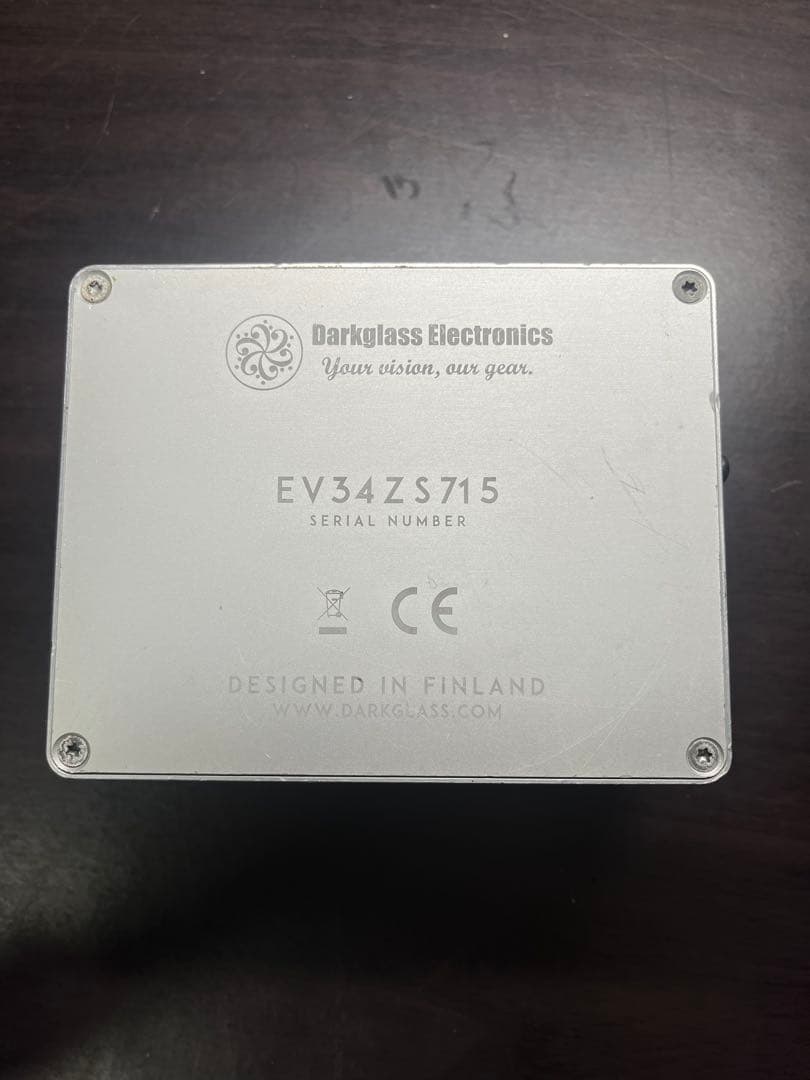 Darkglass Electronics
Your vision, our gear.
EV34ZS715
SERIAL NUMBER
CE
DESIGNED IN FINLAND
WWW.DARKGLASS.COM